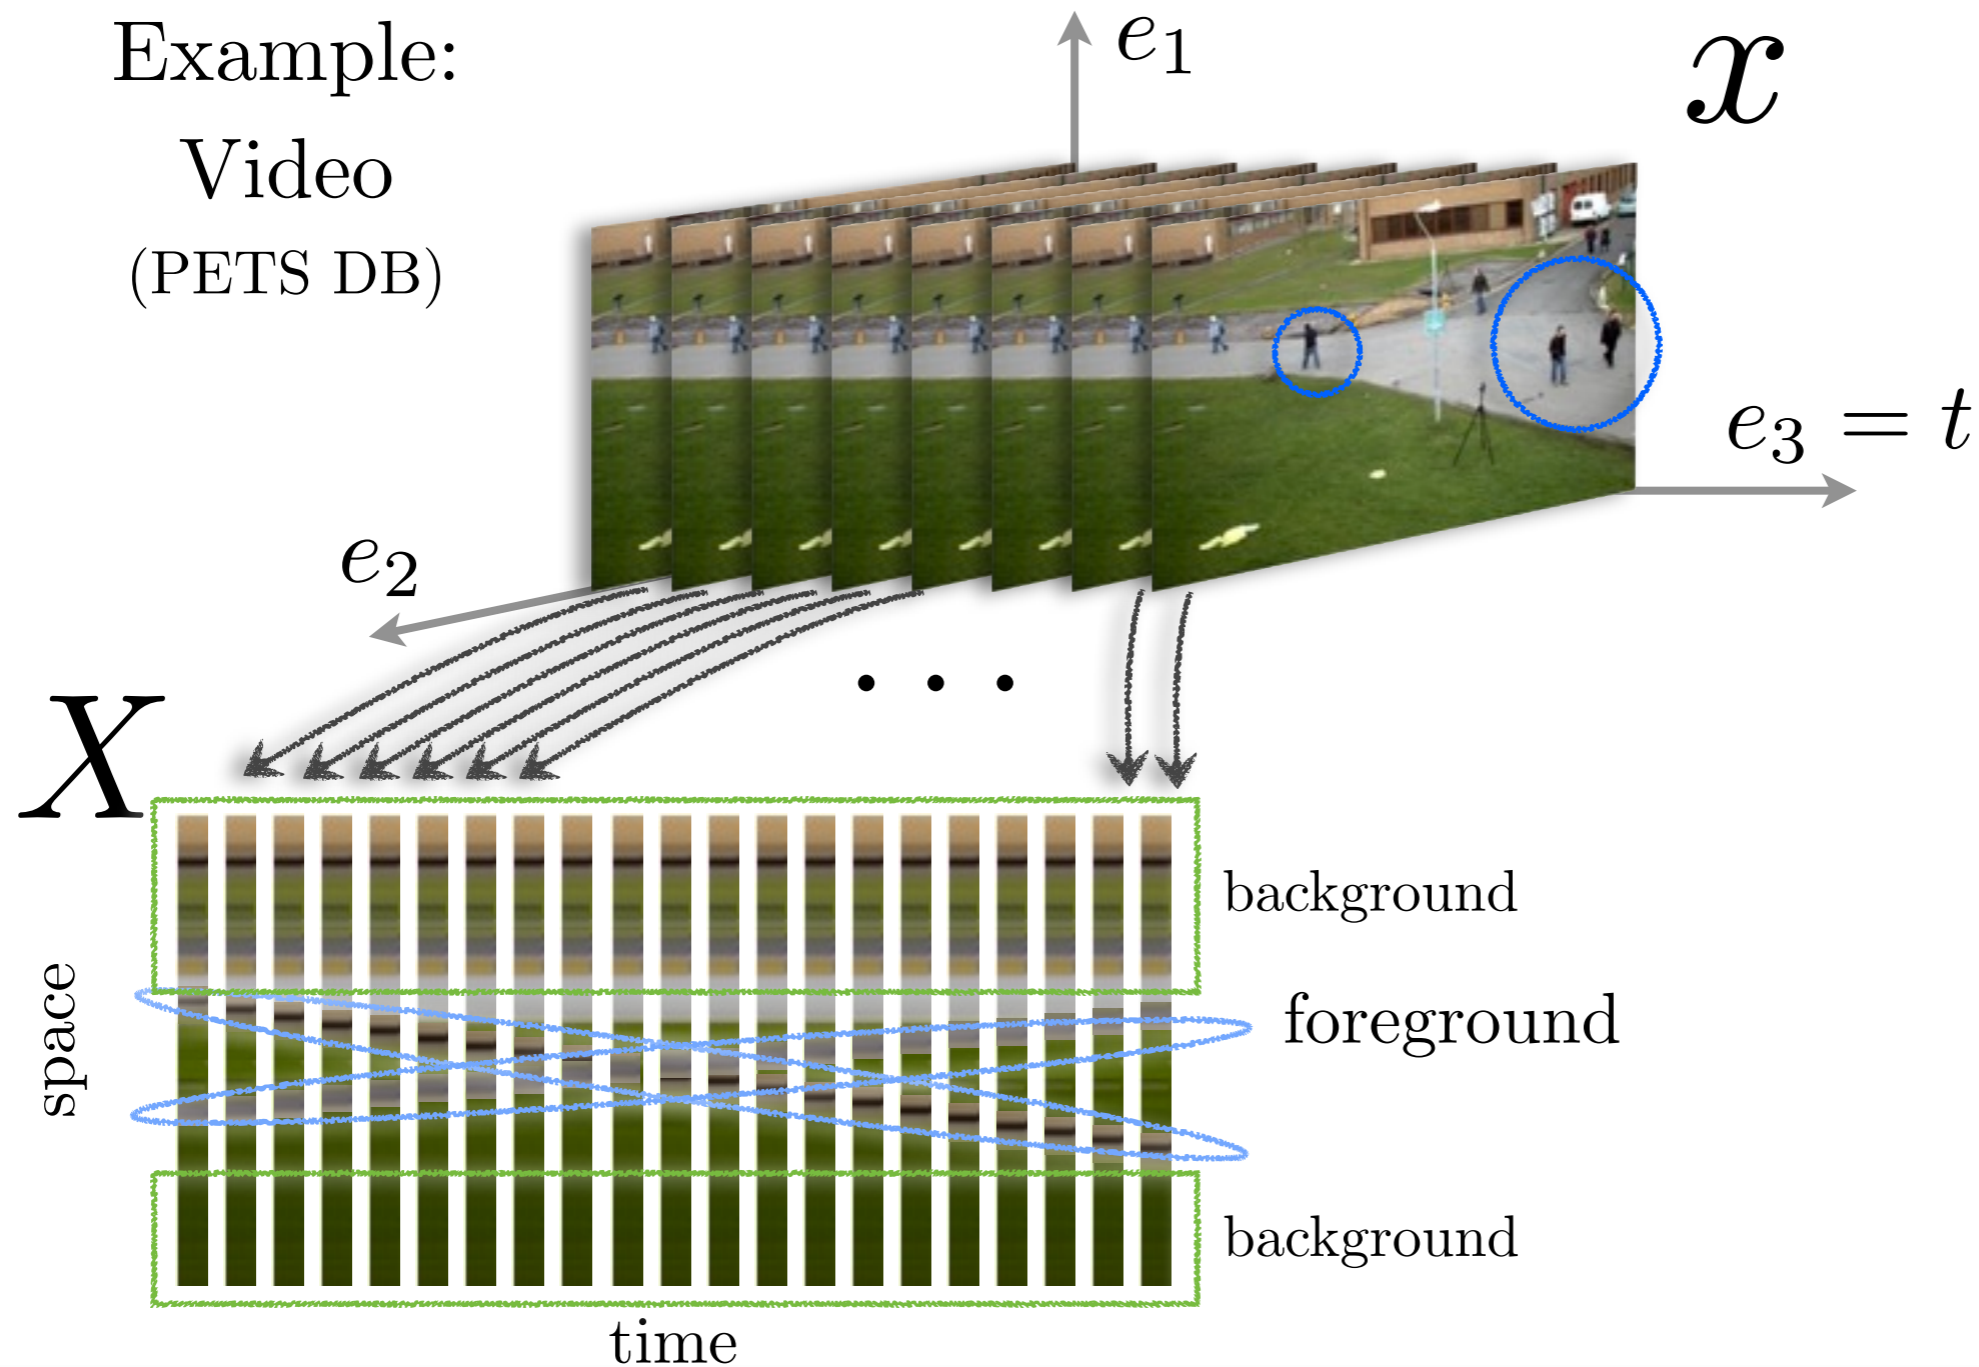 Example:
Video
(PETS DB)
e₁
x
e₃ = t
e₂
. . .
X
background
space
foreground
background
time